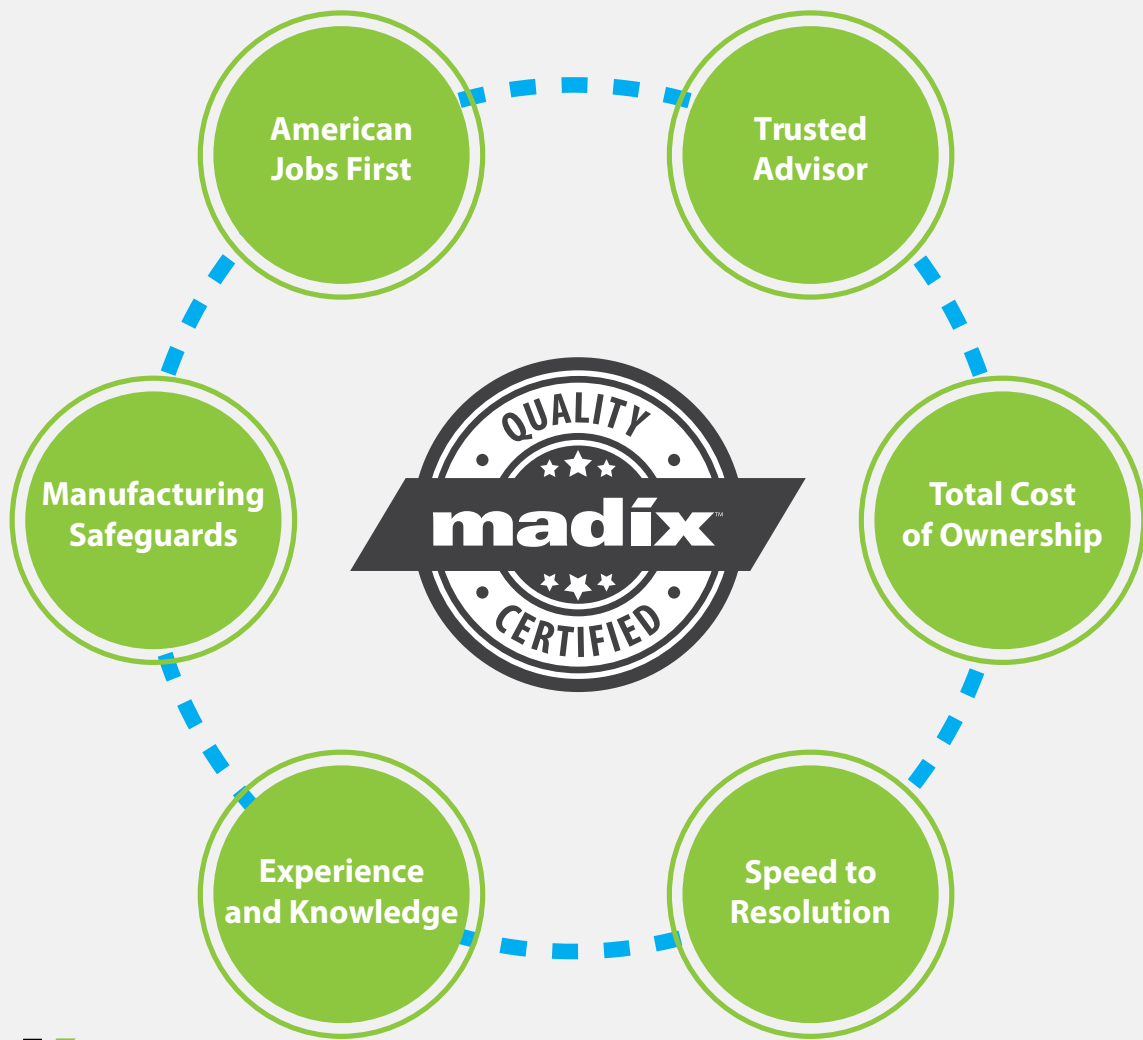 American
Jobs First
Trusted
Advisor
Manufacturing
Safeguards
QUALITY
madíx™
CERTIFIED
Total Cost
of Ownership
Experience
and Knowledge
Speed to
Resolution